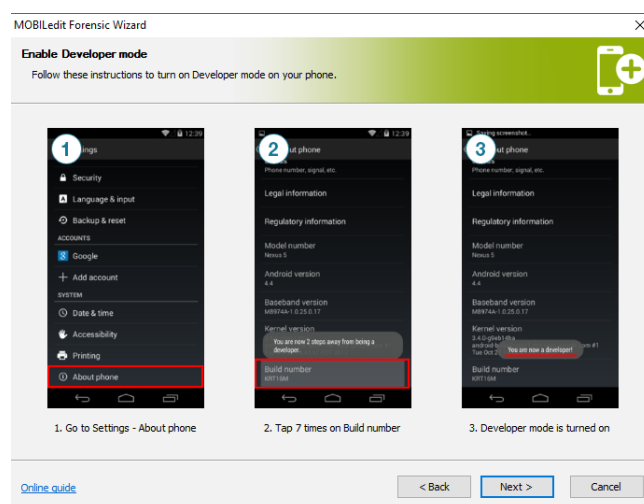 MOBILedit Forensic Wizard
Enable Developer mode
Follow these instructions to turn on Developer mode on your phone.
1
12:39
ings
Security
Language & input
Backup & reset
ACCOUNTS
Google
Add account
SYSTEM
Date & time
Accessibility
Printing
About phone
1. Go to Settings - About phone
2
12:39
ut phone
Phone number, signal, etc.
Legal information
Regulatory information
Model number
Nexus 5
Android version
4.4
Baseband version
M8974A-1.0.25.0.17
Kernel version
You are now 2 steps away from being a
developer.
Build number
KRT16M
2. Tap 7 times on Build number
Saving screenshot...
3
ut phone
Phone number, signal, etc.
Legal information
Regulatory information
Model number
Nexus 5
Android version
4.4
Baseband version
M8974A-1.0.25.0.17
Kernel version
You are now a developer!
Build number
KRT16M
3. Developer mode is turned on
Online guide
< Back
Next >
Cancel